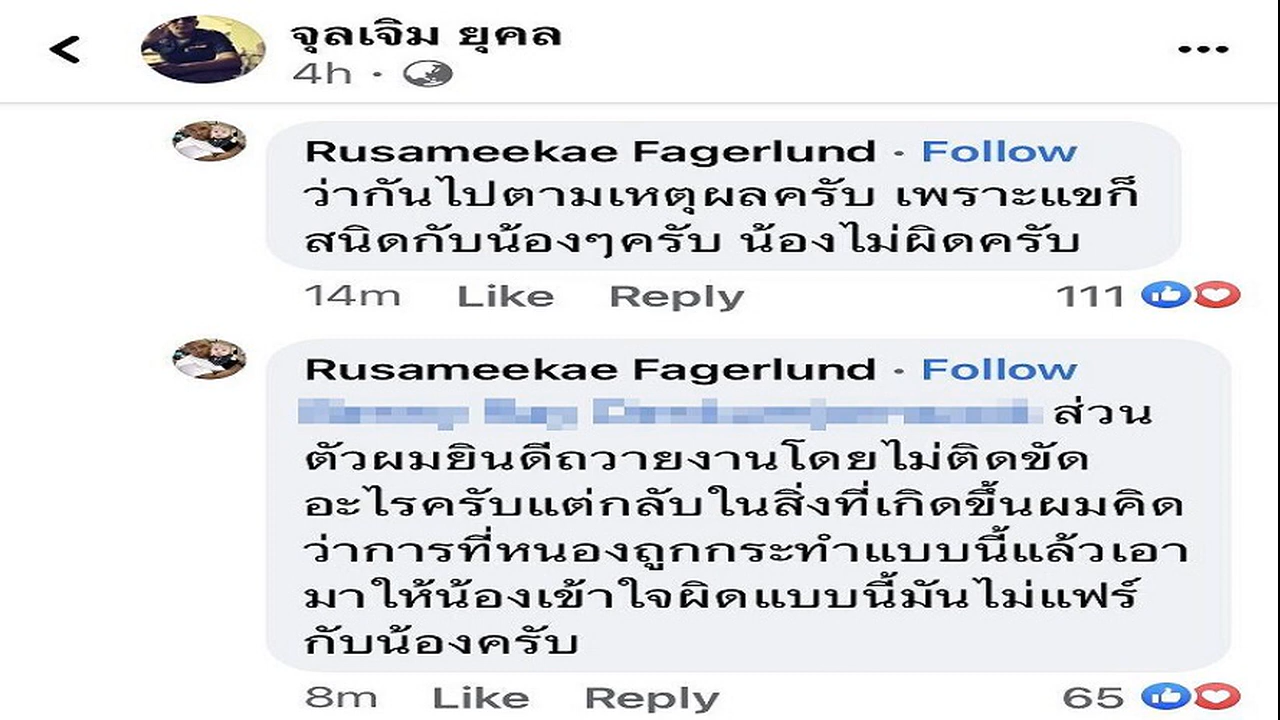 จุลเจิม ยุคล
4h ·
Rusameekae Fagerlund · Follow
ว่ากันไปตามเหตุผลครับ เพราะแขก็
สนิดกับน้องๆครับ น้องไม่ผิดครับ
14m Like Reply 111
Rusameekae Fagerlund · Follow
ส่วน
ตัวผมยินดีถวายงานโดยไม่ติดขัด
อะไรครับแต่กลับในสิ่งที่เกิดขึ้นผมคิด
ว่าการที่หนองถูกกระทำแบบนี้แล้วเอา
มาให้น้องเข้าใจผิดแบบนี้มันไม่แฟร์
กับน้องครับ
8m Like Reply 65